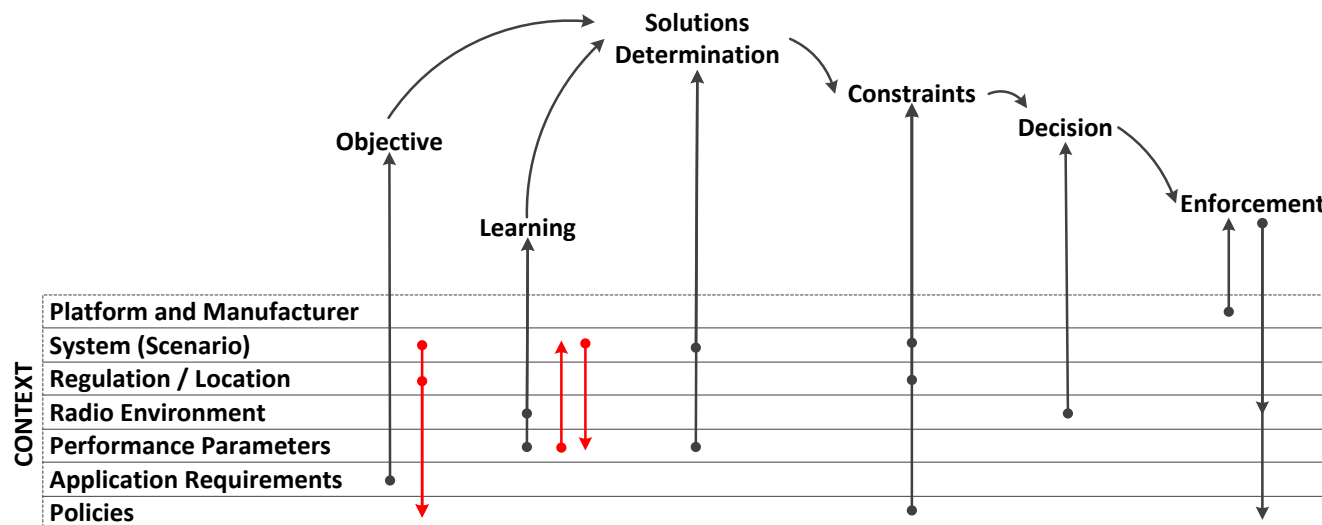 Solutions
Determination
Constraints
Decision
Objective
Enforcement
Learning
CONTEXT
Platform and Manufacturer
System (Scenario)
Regulation / Location
Radio Environment
Performance Parameters
Application Requirements
Policies